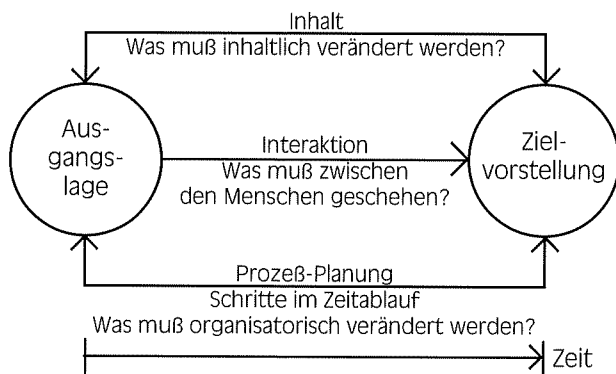 Inhalt
Was muß inhaltlich verändert werden?
Aus-
gangs-
lage
Interaktion
Was muß zwischen
den Menschen geschehen?
Ziel-
vorstellung
Prozeß-Planung
Schritte im Zeitablauf
Was muß organisatorisch verändert werden?
Zeit